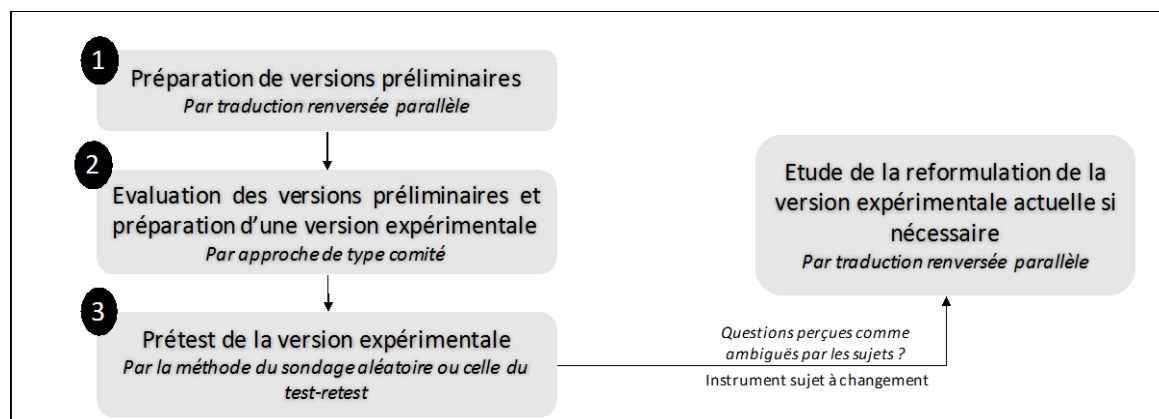 1
Préparation de versions préliminaires
Par traduction renversée parallèle
2
Evaluation des versions préliminaires et
préparation d’une version expérimentale
Par approche de type comité
3
Prétest de la version expérimentale
Par la méthode du sondage aléatoire ou celle du
test-retest
Questions perçues comme
ambiguës par les sujets ?
Instrument sujet à changement
Etude de la reformulation de la
version expérimentale actuelle si
nécessaire
Par traduction renversée parallèle